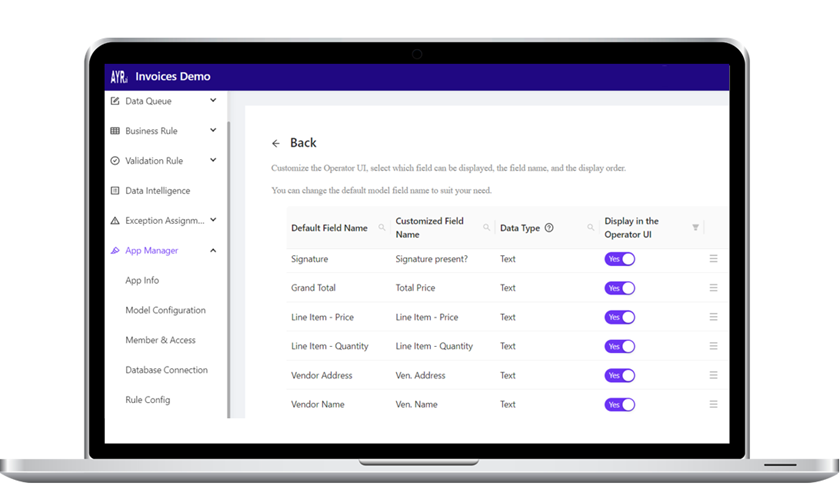 AYR.ai Invoices Demo
Data Queue
Business Rule
Validation Rule
Data Intelligence
Exception Assignm...
App Manager
App Info
Model Configuration
Member & Access
Database Connection
Rule Config
← Back
Customize the Operator UI, select which field can be displayed, the field name, and the display order.
You can change the default model field name to suit your need.
Default Field Name Customized Field Name Data Type Display in the Operator UI
Signature Signature present? Text Yes
Grand Total Total Price Text Yes
Line Item - Price Line Item - Price Text Yes
Line Item - Quantity Line Item - Quantity Text Yes
Vendor Address Ven. Address Text Yes
Vendor Name Ven. Name Text Yes